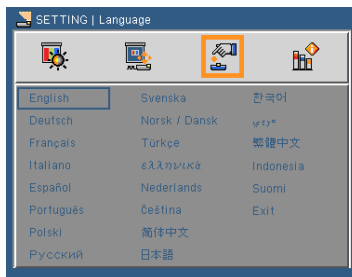 SETTING | Language
English Svenska 한국어
Deutsch Norsk / Dansk
Français Türkçe 繁體中文
Italiano ελληνικά Indonesia
Español Nederlands Suomi
Português Čeština Exit
Polski 简体中文
Русский 日本語